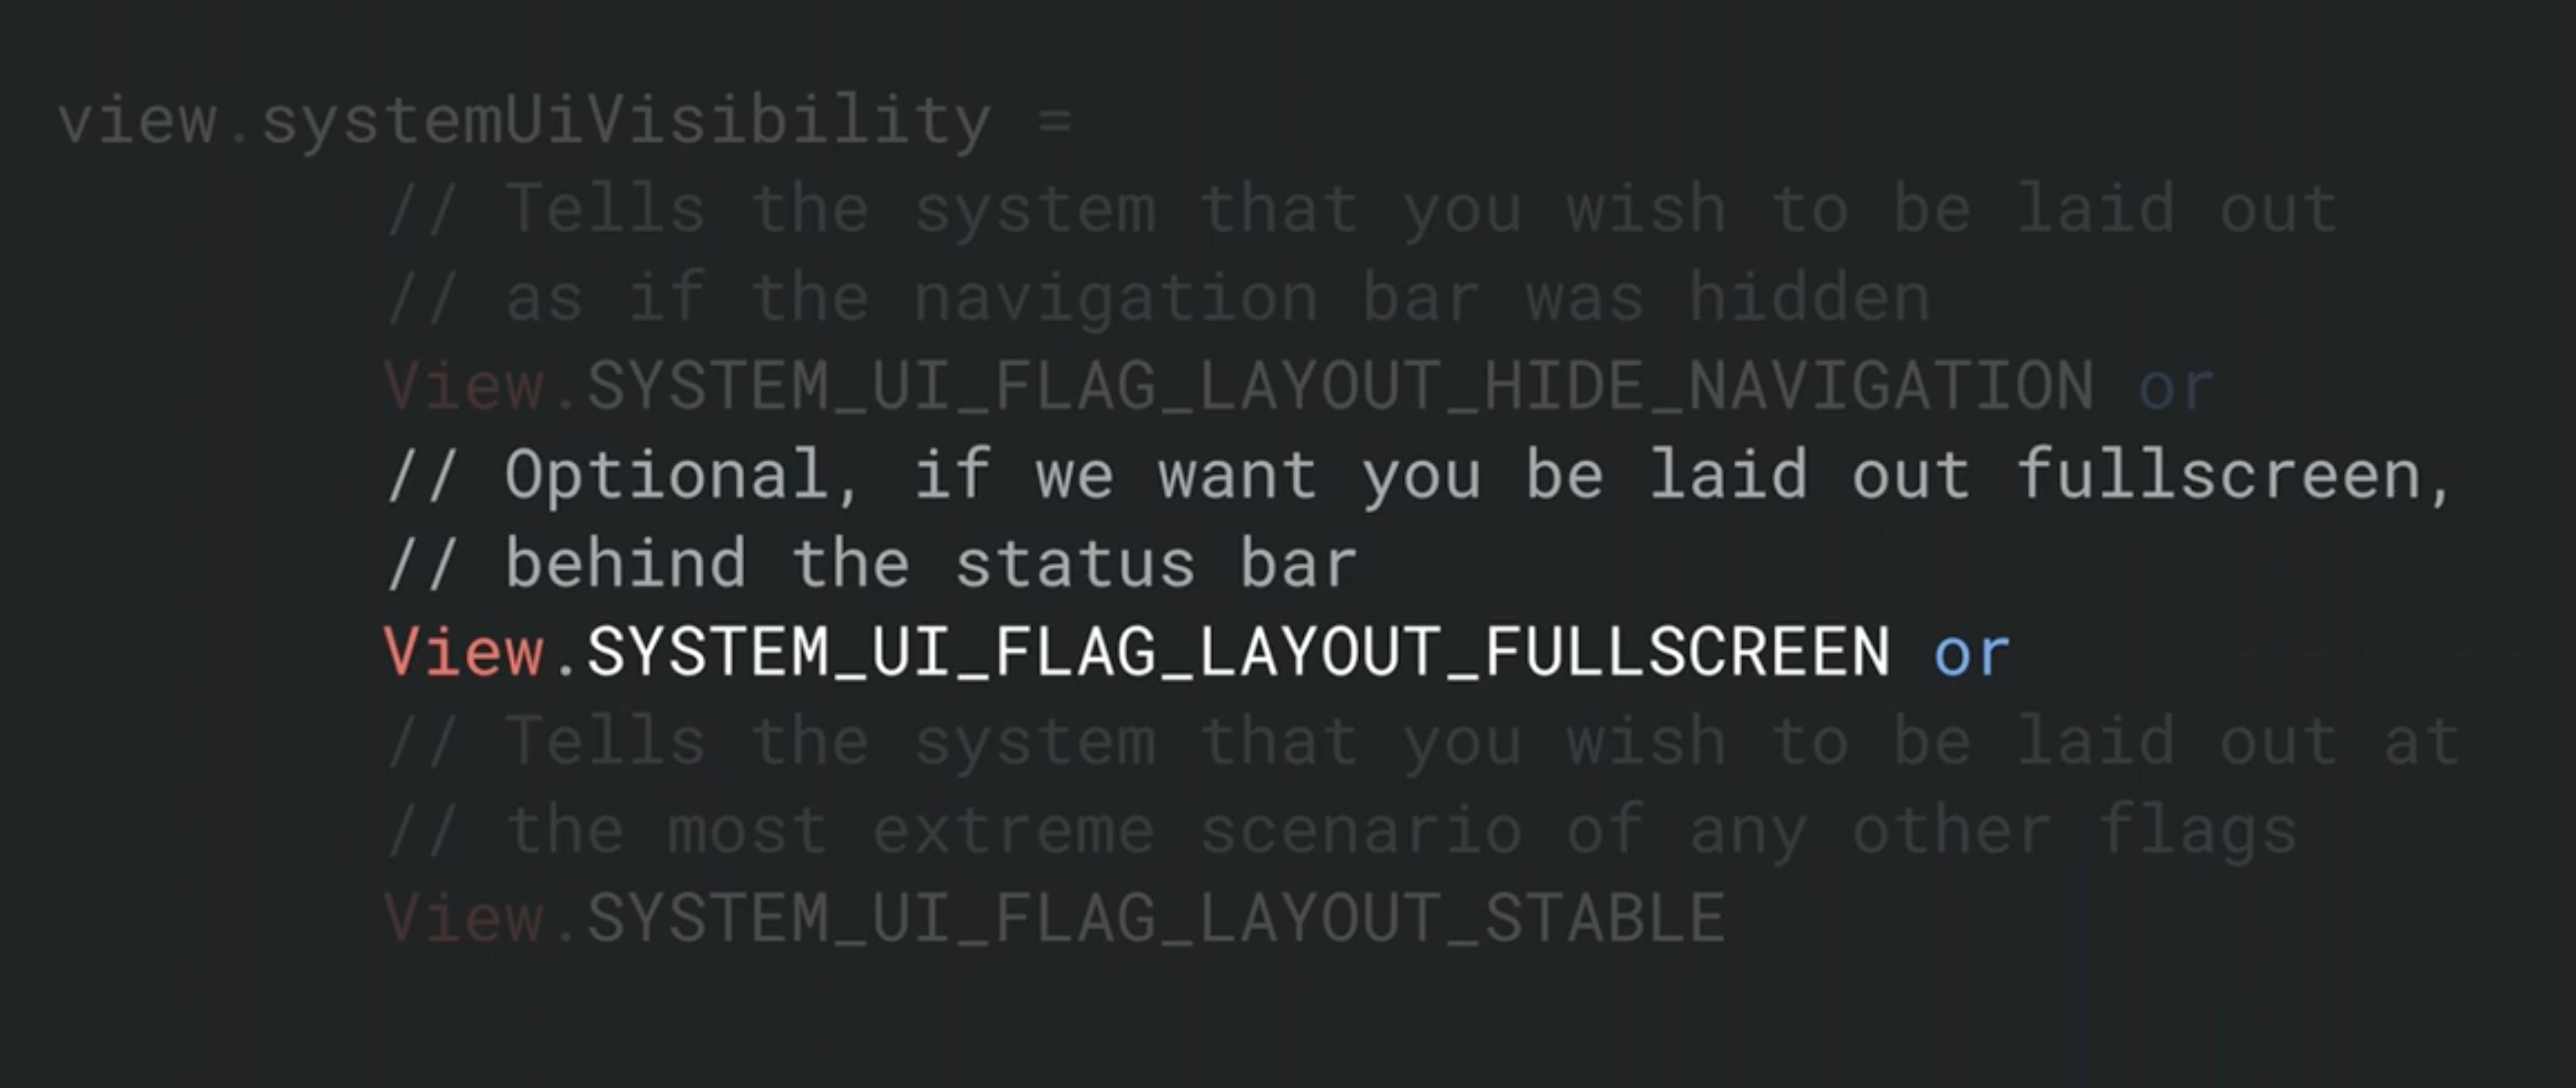 view.systemUiVisibility =
// Tells the system that you wish to be laid out
// as if the navigation bar was hidden
View.SYSTEM_UI_FLAG_LAYOUT_HIDE_NAVIGATION or
// Optional, if we want you be laid out fullscreen,
// behind the status bar
View.SYSTEM_UI_FLAG_LAYOUT_FULLSCREEN or
// Tells the system that you wish to be laid out at
// the most extreme scenario of any other flags
View.SYSTEM_UI_FLAG_LAYOUT_STABLE